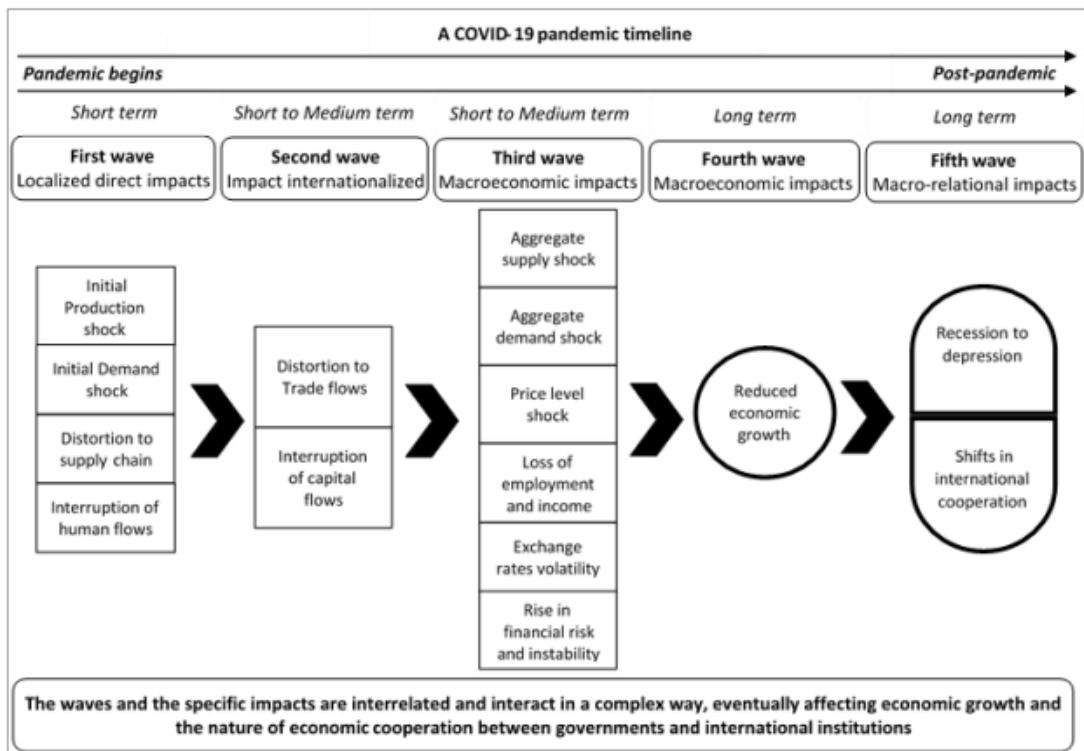 A COVID-19 pandemic timeline
Pandemic begins
Post-pandemic
Short term
Short to Medium term
Short to Medium term
Long term
Long term
First wave
Localized direct impacts
Second wave
Impact internationalized
Third wave
Macroeconomic impacts
Fourth wave
Macroeconomic impacts
Fifth wave
Macro-relational impacts
Initial
Production
shock
Initial Demand
shock
Distortion to
supply chain
Interruption of
human flows
Distortion to
Trade flows
Interruption
of capital
flows
Aggregate
supply shock
Aggregate
demand shock
Price level
shock
Loss of
employment
and income
Exchange
rates volatility
Rise in
financial risk
and instability
Reduced
economic
growth
Recession to
depression
Shifts in
international
cooperation
The waves and the specific impacts are interrelated and interact in a complex way, eventually affecting economic growth and
the nature of economic cooperation between governments and international institutions